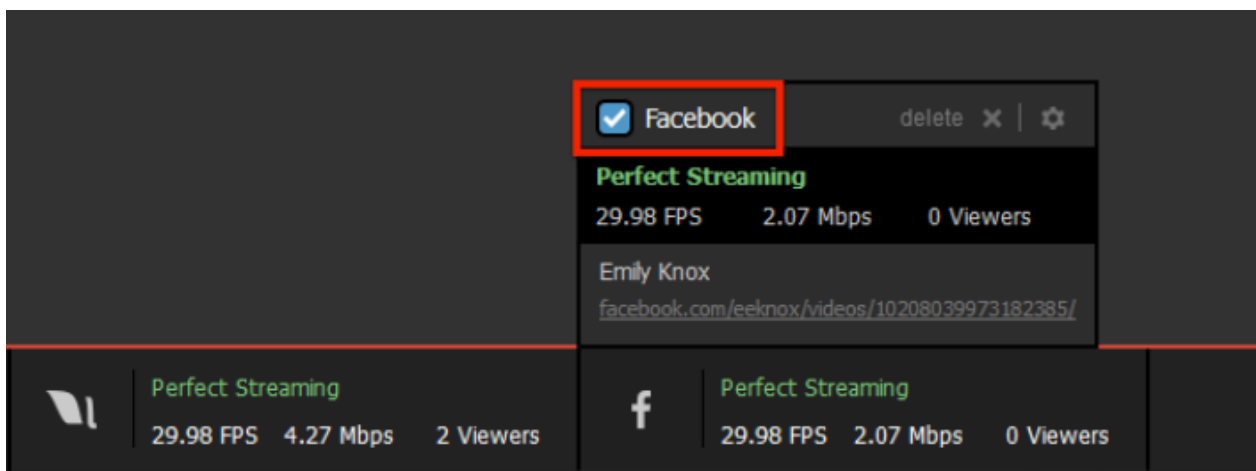 Facebook delete
Perfect Streaming
29.98 FPS 2.07 Mbps 0 Viewers
Emily Knox
facebook.com/eeknox/videos/10208039973182385/
Perfect Streaming
29.98 FPS 4.27 Mbps 2 Viewers
Perfect Streaming
29.98 FPS 2.07 Mbps 0 Viewers